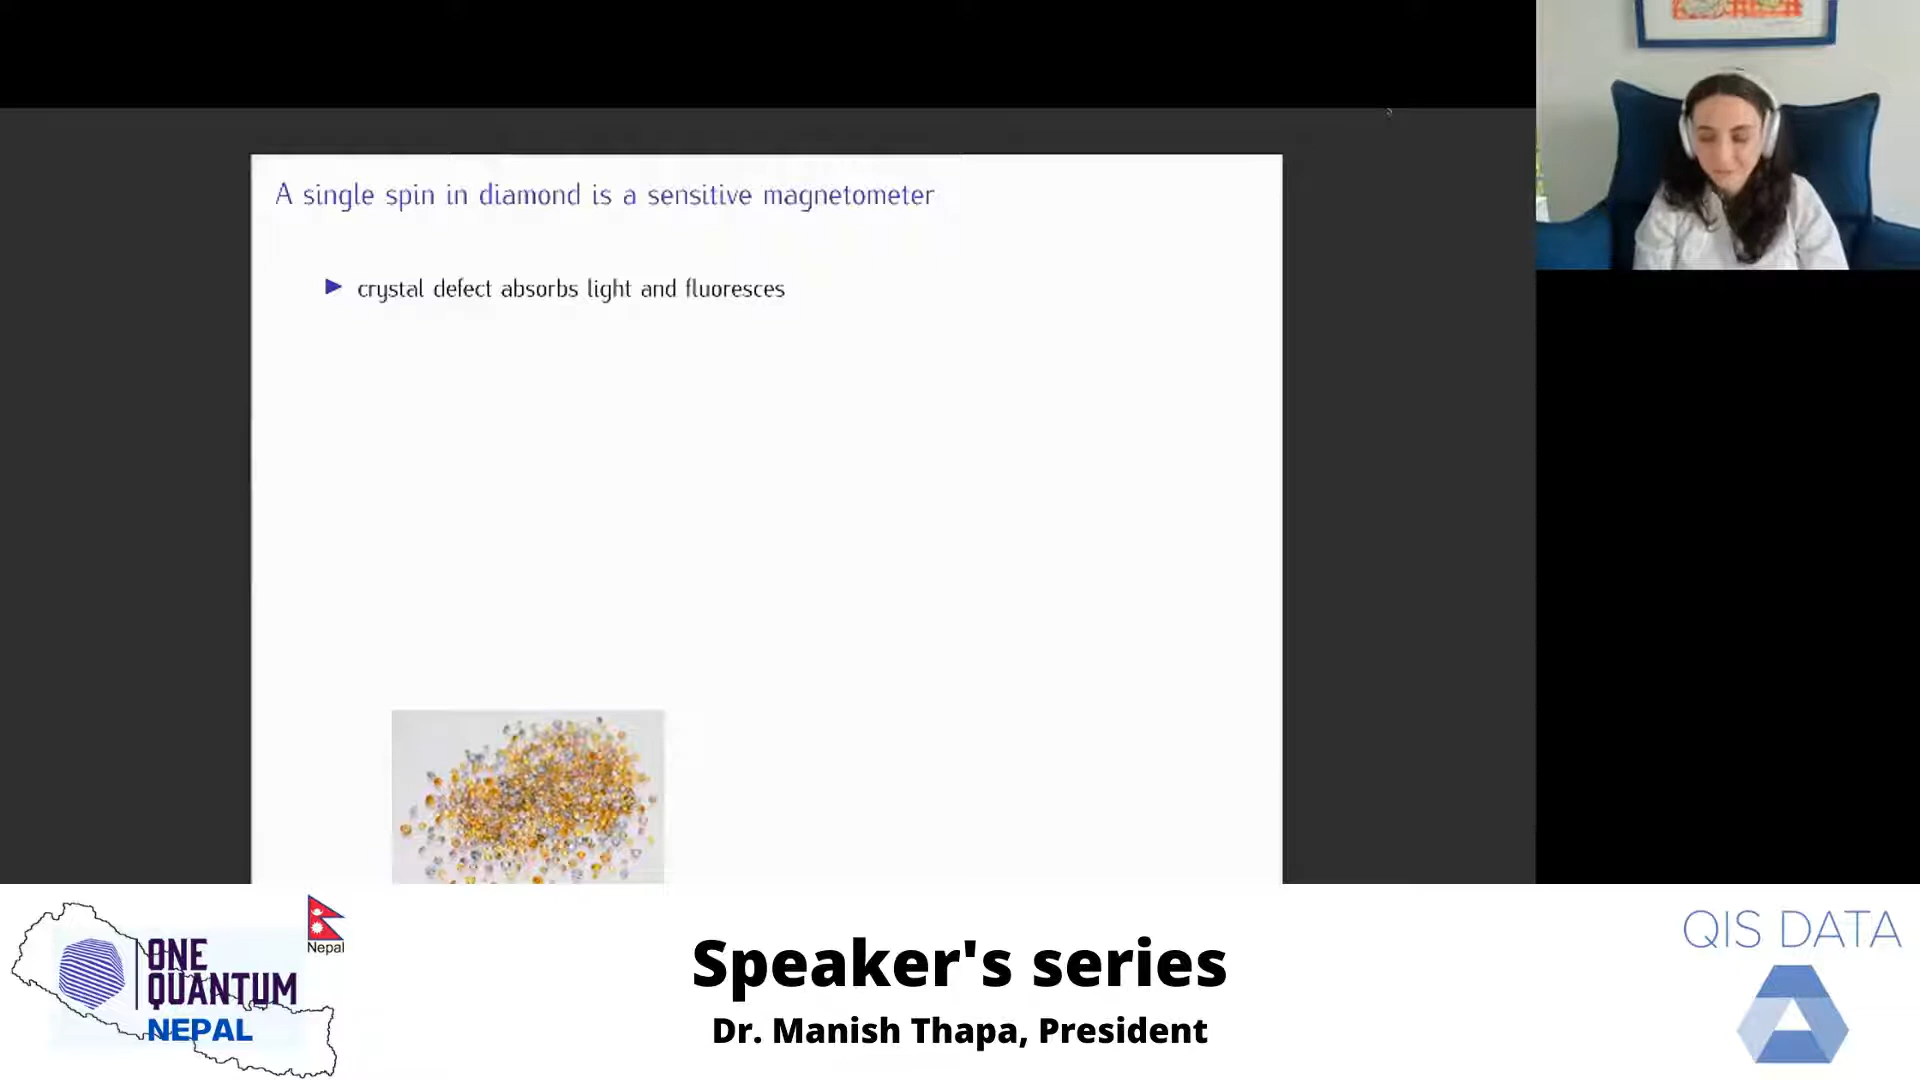 A single spin in diamond is a sensitive magnetometer
► crystal defect absorbs light and fluoresces
Nepal
ONE
QUANTUM
NEPAL
Speaker's series
Dr. Manish Thapa, President
QIS DATA